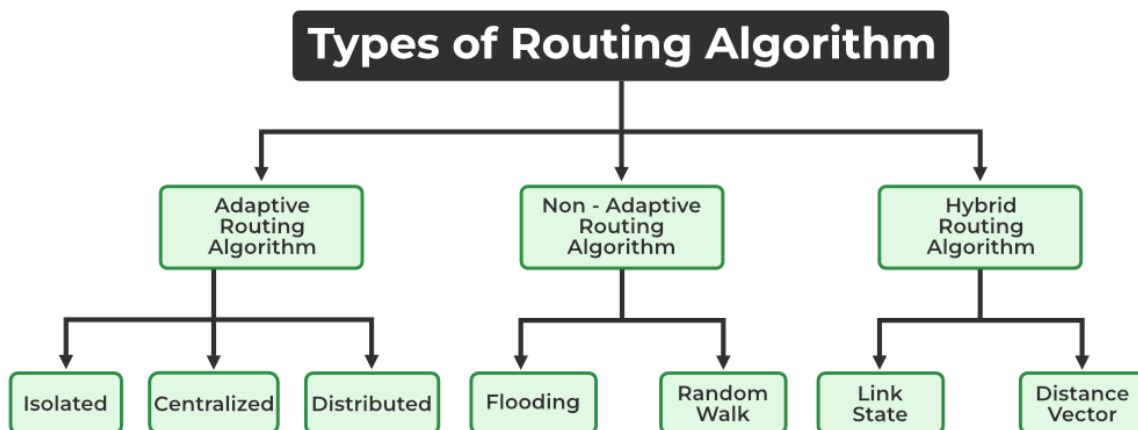 Types of Routing Algorithm
Adaptive
Routing
Algorithm
Non - Adaptive
Routing
Algorithm
Hybrid
Routing
Algorithm
Isolated
Centralized
Distributed
Flooding
Random
Walk
Link
State
Distance
Vector